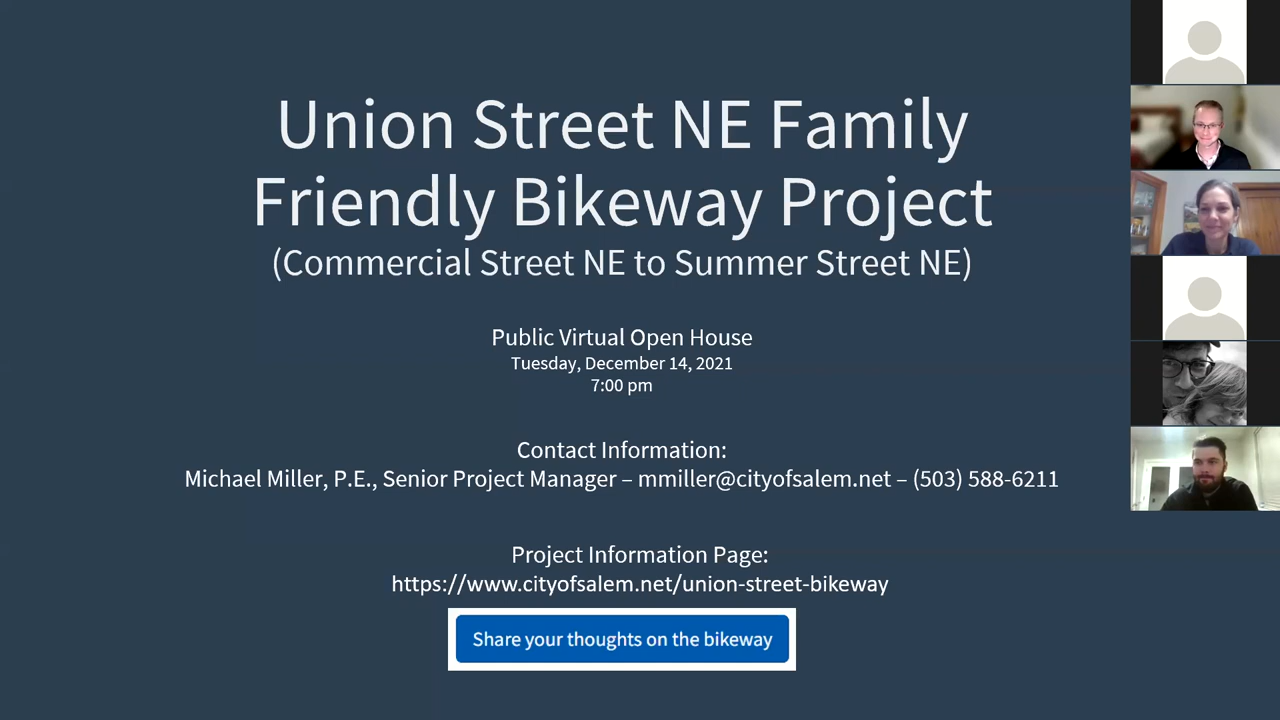 Union Street NE Family
Friendly Bikeway Project
(Commercial Street NE to Summer Street NE)
Public Virtual Open House
Tuesday, December 14, 2021
7:00 pm
Contact Information:
Michael Miller, P.E., Senior Project Manager – mmiller@cityofsalem.net – (503) 588-6211
Project Information Page:
https://www.cityofsalem.net/union-street-bikeway
Share your thoughts on the bikeway